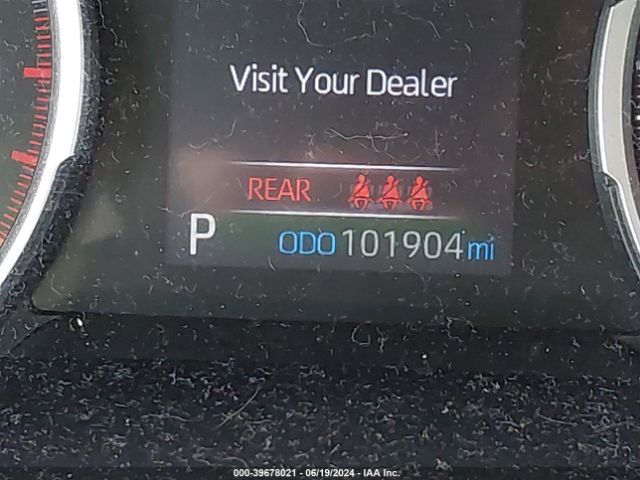 Visit Your Dealer
REAR
P ODO 101904 mi
000-39678021 - 06/19/2024 - IAA Inc.